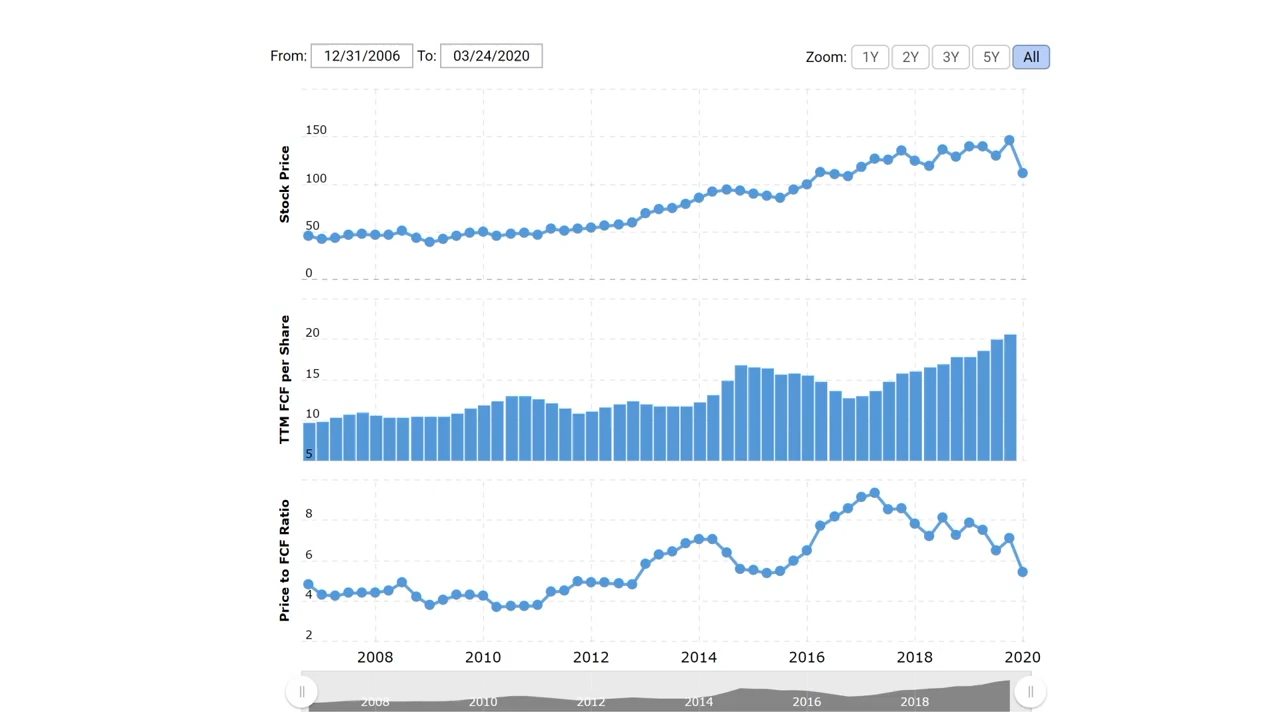 From: 12/31/2006 To: 03/24/2020 Zoom: 1Y 2Y 3Y 5Y All
Stock Price
150
100
50
0
TTM FCF per Share
20
15
10
5
Price to FCF Ratio
8
6
4
2
2008 2010 2012 2014 2016 2018 2020
2008 2010 2012 2014 2016 2018